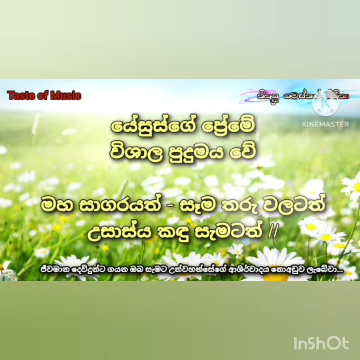 Taste of Music
KINEMASTER
යේසුස්ගේ ප්‍රේමේ
විශාල පුදුමය වේ
මහ සාගරයත් - සෑම තරු වලටත්
උසාස්ය කඳු සැමටත් //
ජීවමාන දෙවිඳුන්ට ගයන ඔබ සැමට උන්වහන්සේගේ ආශිර්වාදය නොඅඩුව ලැබේවා...
InShOt